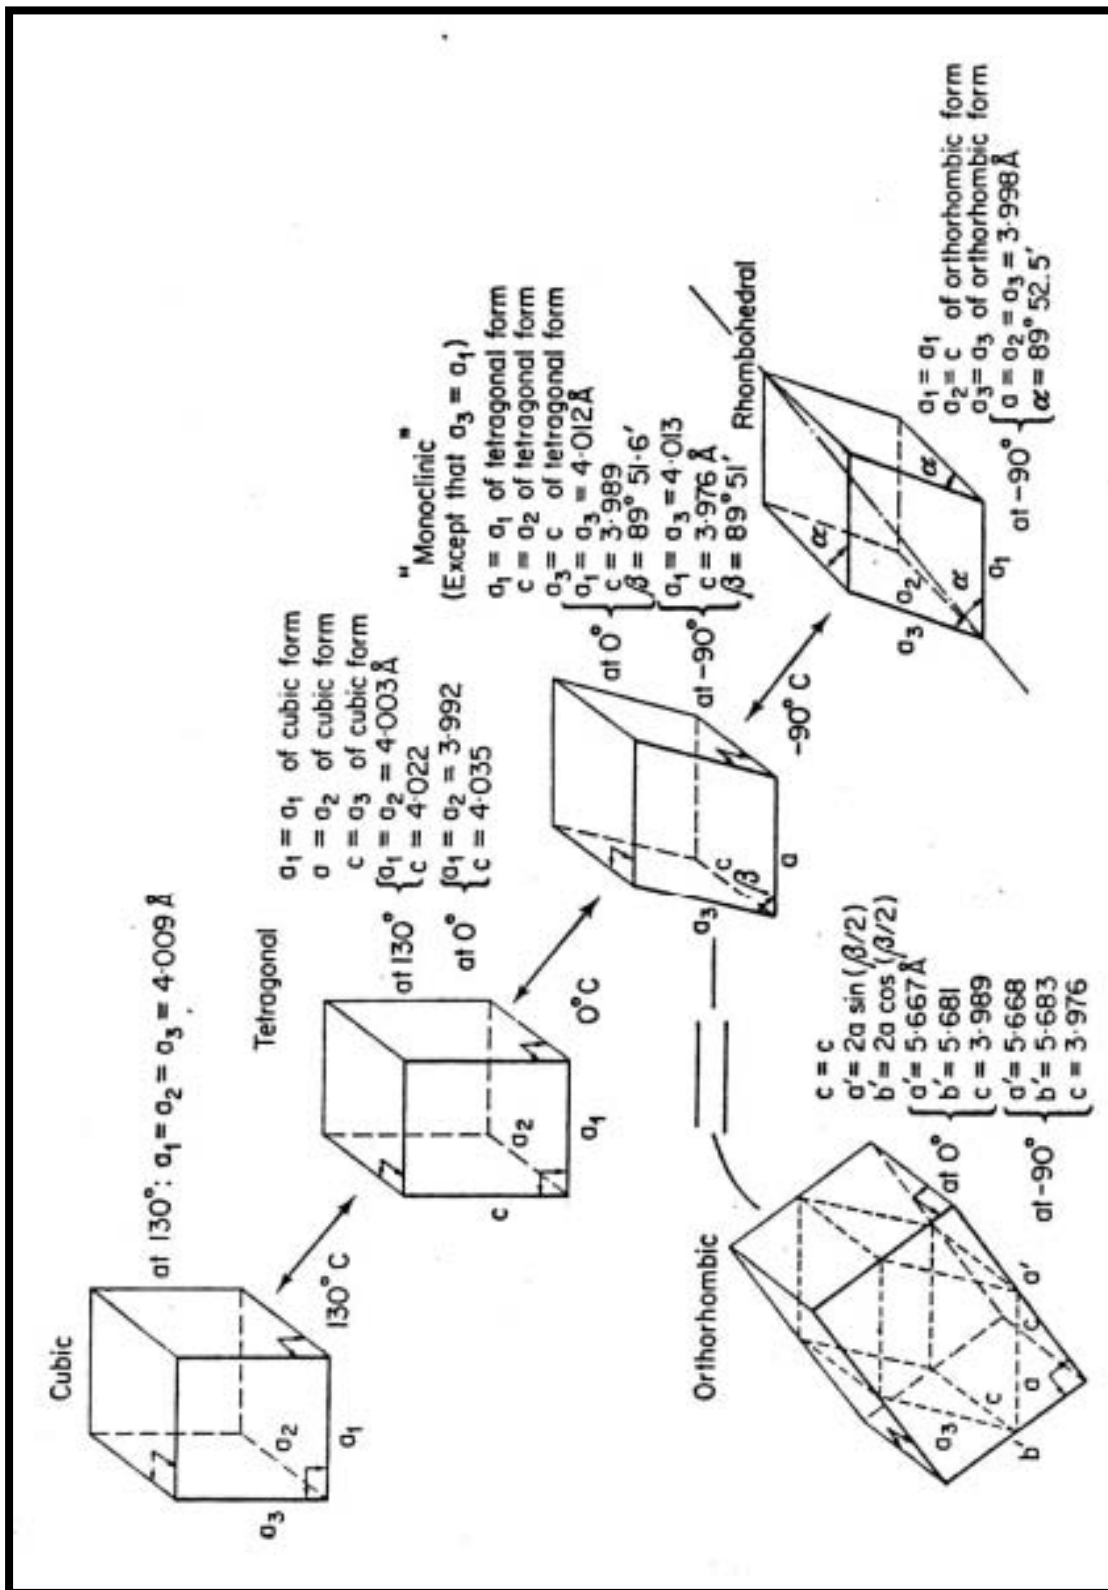 Cubic
at 130°: a₁ = a₂ = a₃ = 4·009 Å
a₃
a₂
a₁
130° C
Tetragonal
a₁ = a₁ of cubic form
a = a₂ of cubic form
c = a₃ of cubic form
at 130° { a₁ = a₂ = 4·003 Å
c = 4·022
at 0° { a₁ = a₂ = 3·992
c = 4·035
c
a₂
a₁
0° C
"Monoclinic"
(Except that a₃ = a₁)
a₁ = a₁ of tetragonal form
c = a₂ of tetragonal form
a₃ = c of tetragonal form
at 0° { a₁ = a₃ = 4·012 Å
c = 3·989
β = 89° 51·6′
at −90° { a₁ = a₃ = 4·013
c = 3·976 Å
β = 89° 51′
a₃
c
β
a
−90° C
Rhombohedral
α
a₃
a₂
α
α
a₁
a₁ = a₁
a₂ = c of orthorhombic form
a₃ = a₃ of orthorhombic form
at −90° { a = a₂ = a₃ = 3·998 Å
α = 89° 52.5′
Orthorhombic
a₃
c
c
b′
a
a′
c = c
a′ = 2a sin (β/2)
b′ = 2a cos (β/2)
at 0° { a′ = 5·667 Å
b′ = 5·681
c = 3·989
at −90° { a′ = 5·668
b′ = 5·683
c = 3·976